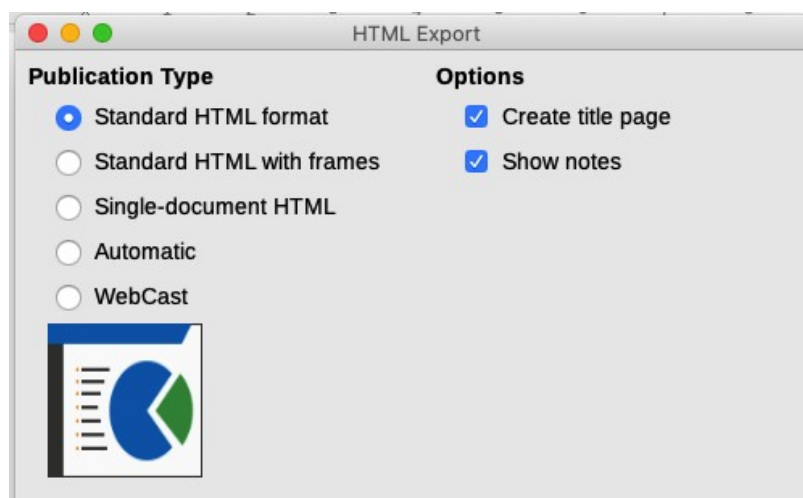 HTML Export
Publication Type
Standard HTML format
Standard HTML with frames
Single-document HTML
Automatic
WebCast
Options
Create title page
Show notes